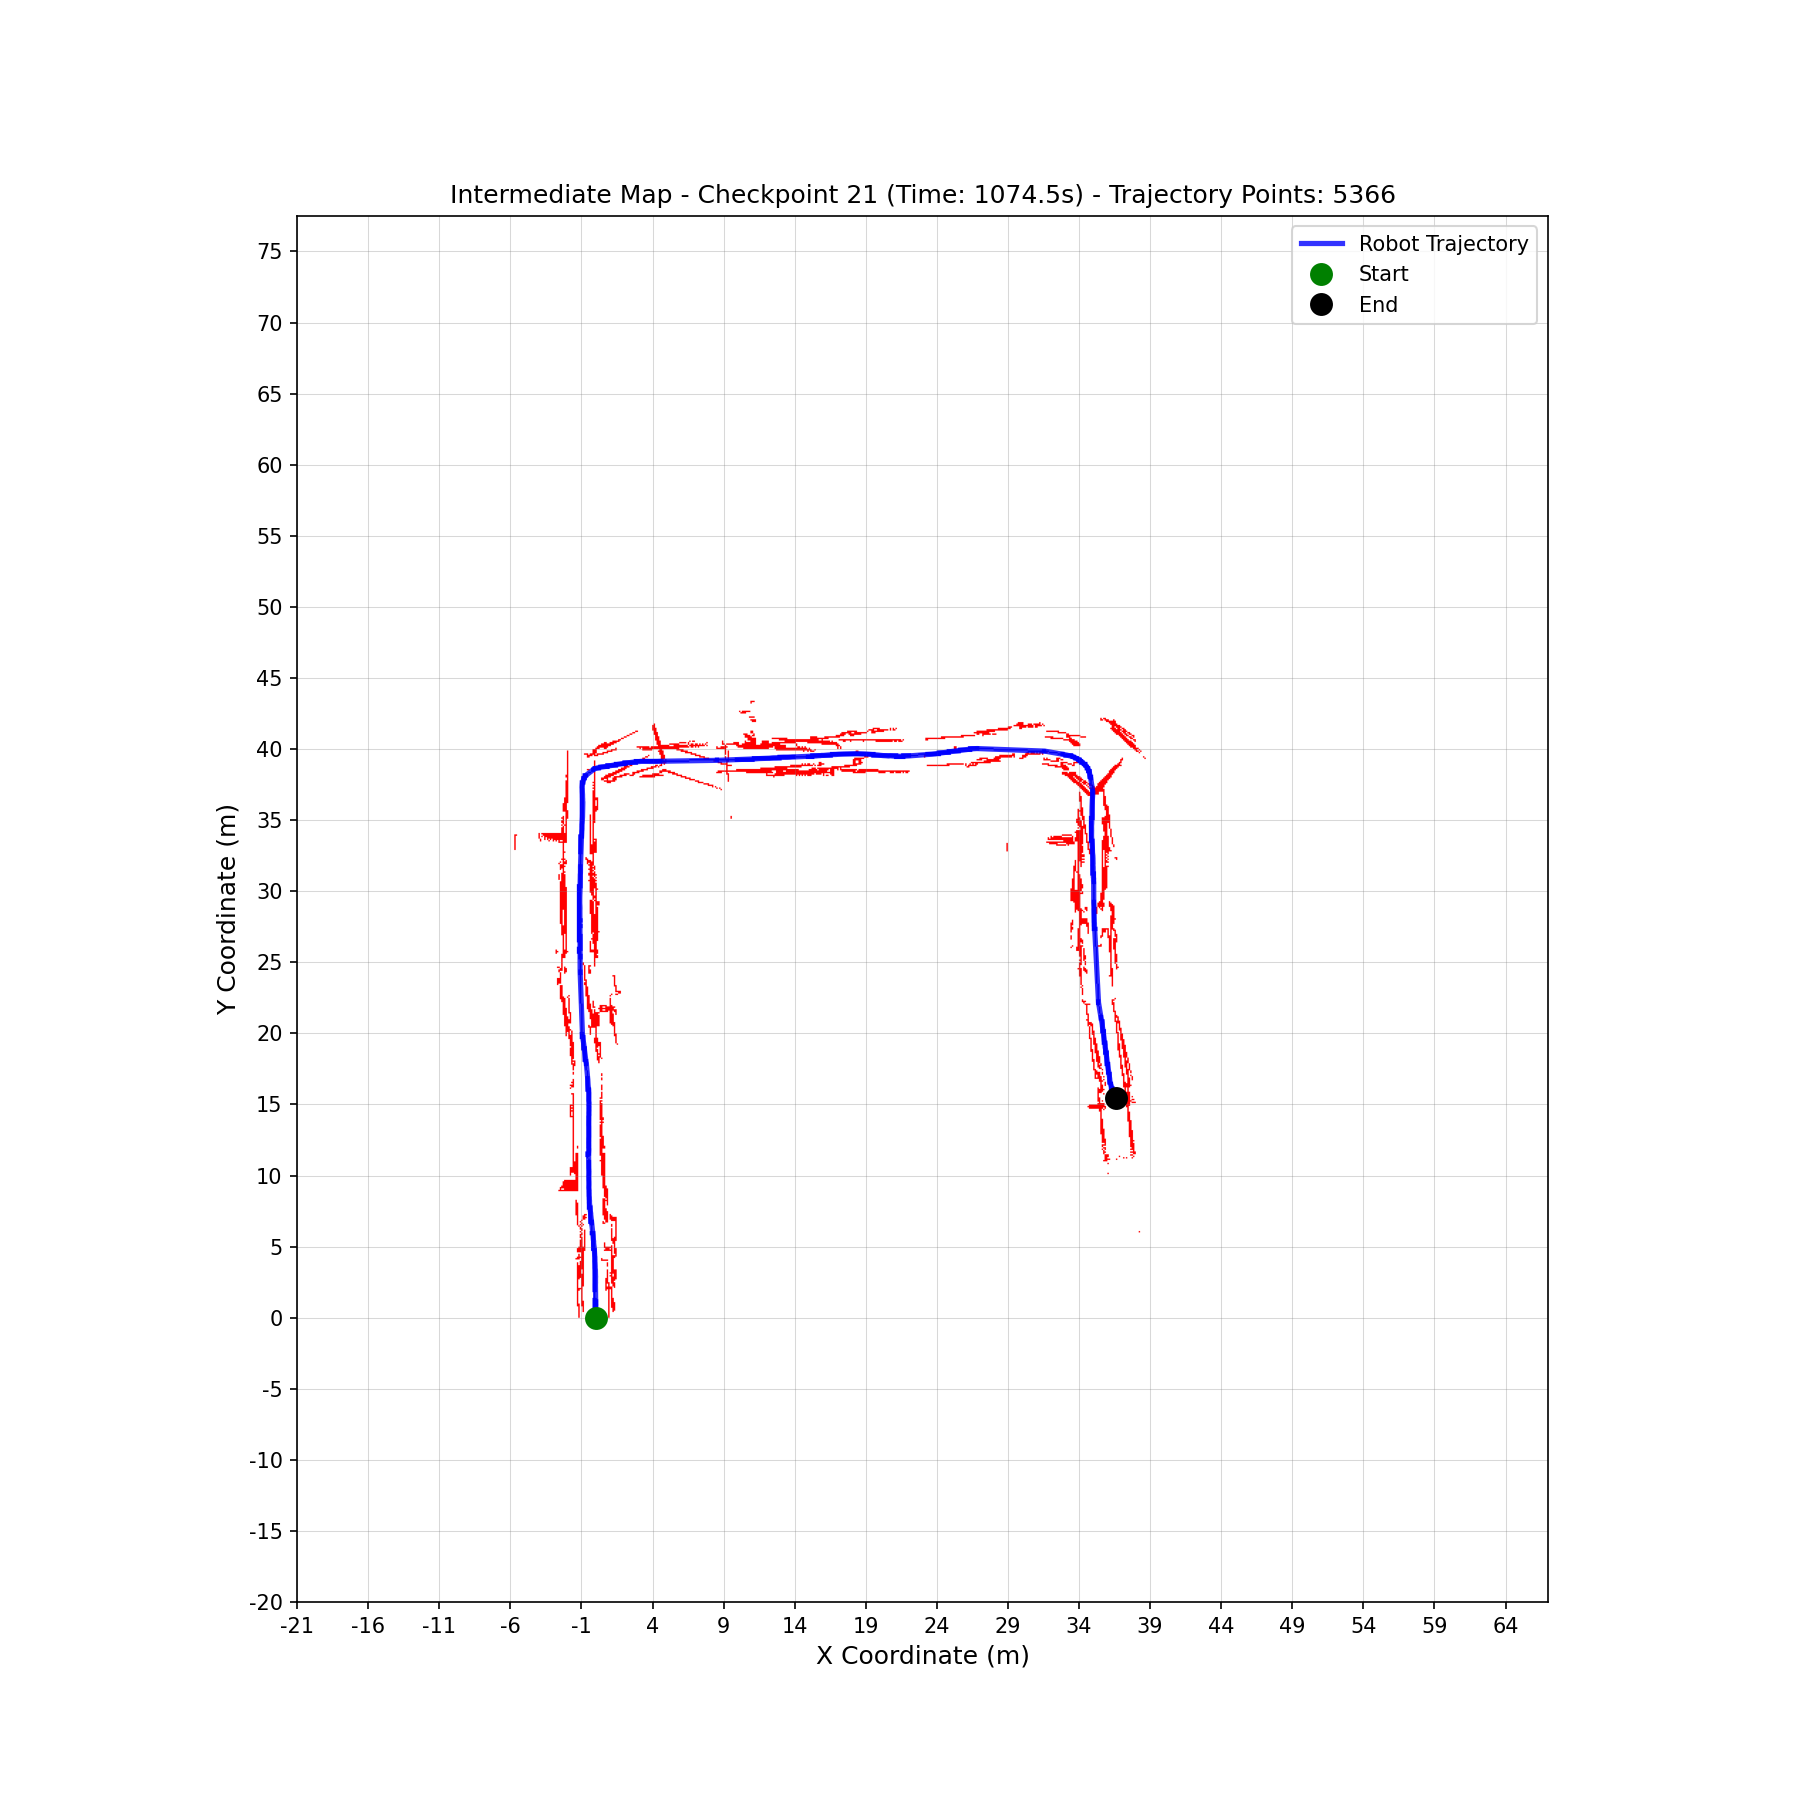 Intermediate Map - Checkpoint 21 (Time: 1074.5s) - Trajectory Points: 5366
Robot Trajectory
Start
End
75
70
65
60
55
50
45
40
35
30
25
20
15
10
5
0
-5
-10
-15
-20
Y Coordinate (m)
-21 -16 -11 -6 -1 4 9 14 19 24 29 34 39 44 49 54 59 64
X Coordinate (m)